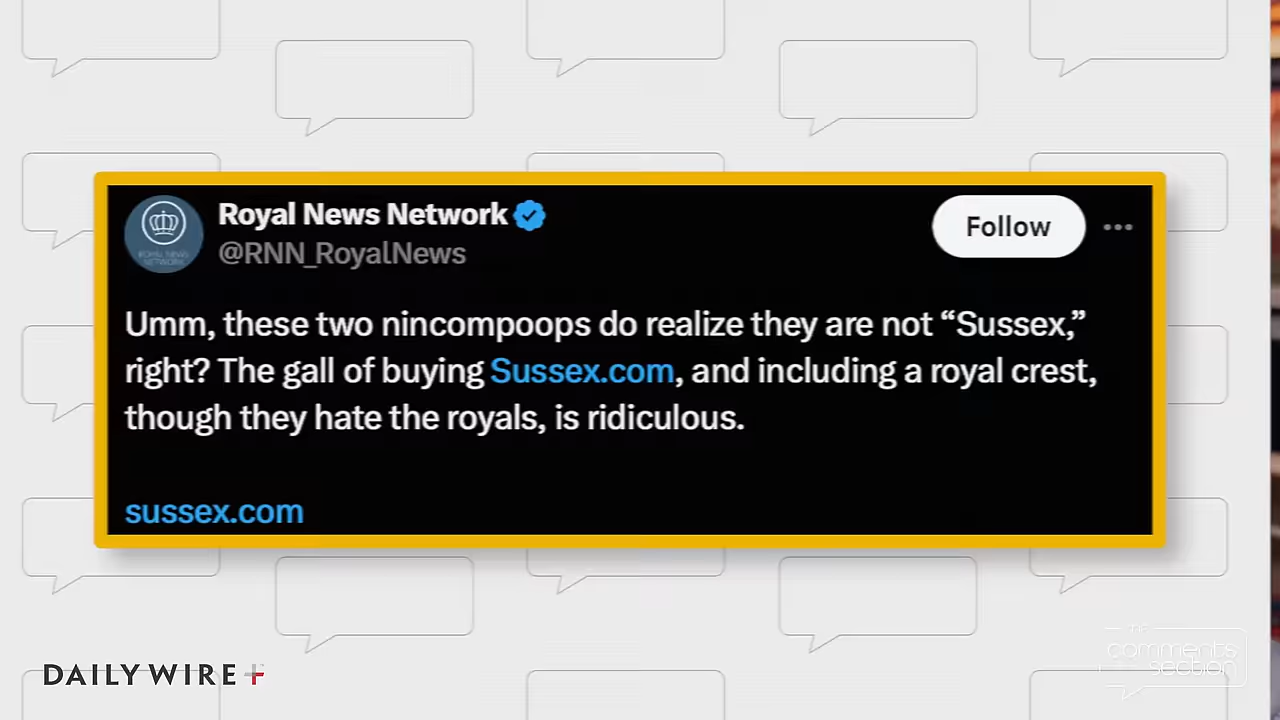 Royal News Network
@RNN_RoyalNews
Follow
Umm, these two nincompoops do realize they are not “Sussex,”
right? The gall of buying Sussex.com, and including a royal crest,
though they hate the royals, is ridiculous.
sussex.com
DAILY WIRE+
the
comments
section